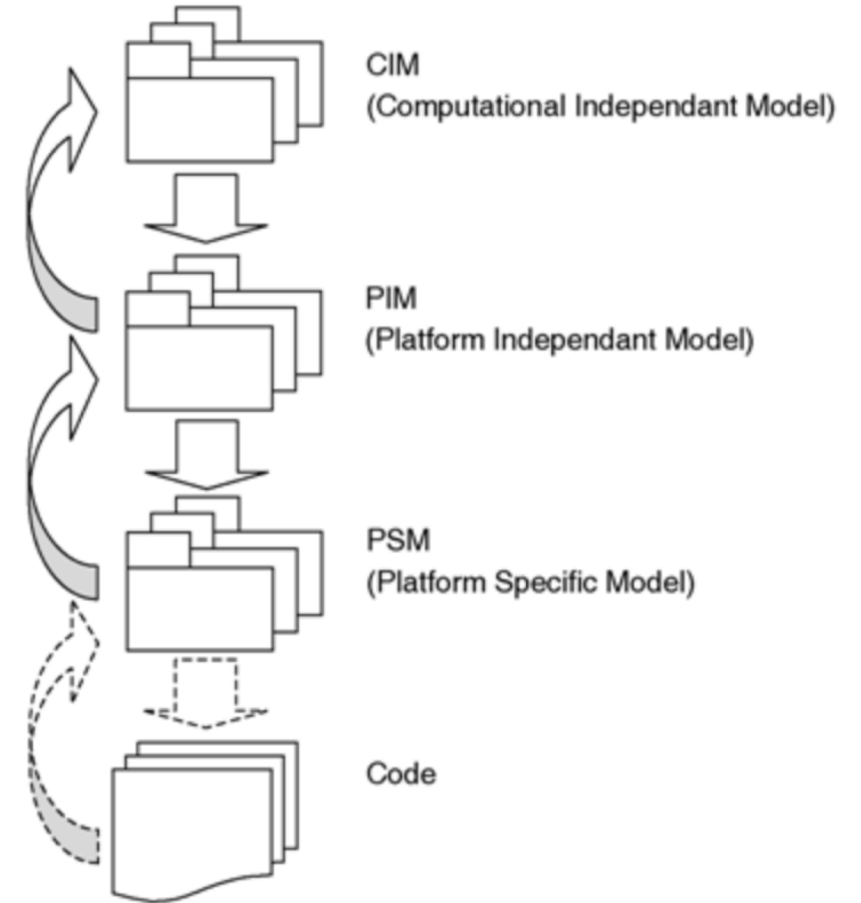 CIM
(Computational Independant Model)
PIM
(Platform Independant Model)
PSM
(Platform Specific Model)
Code